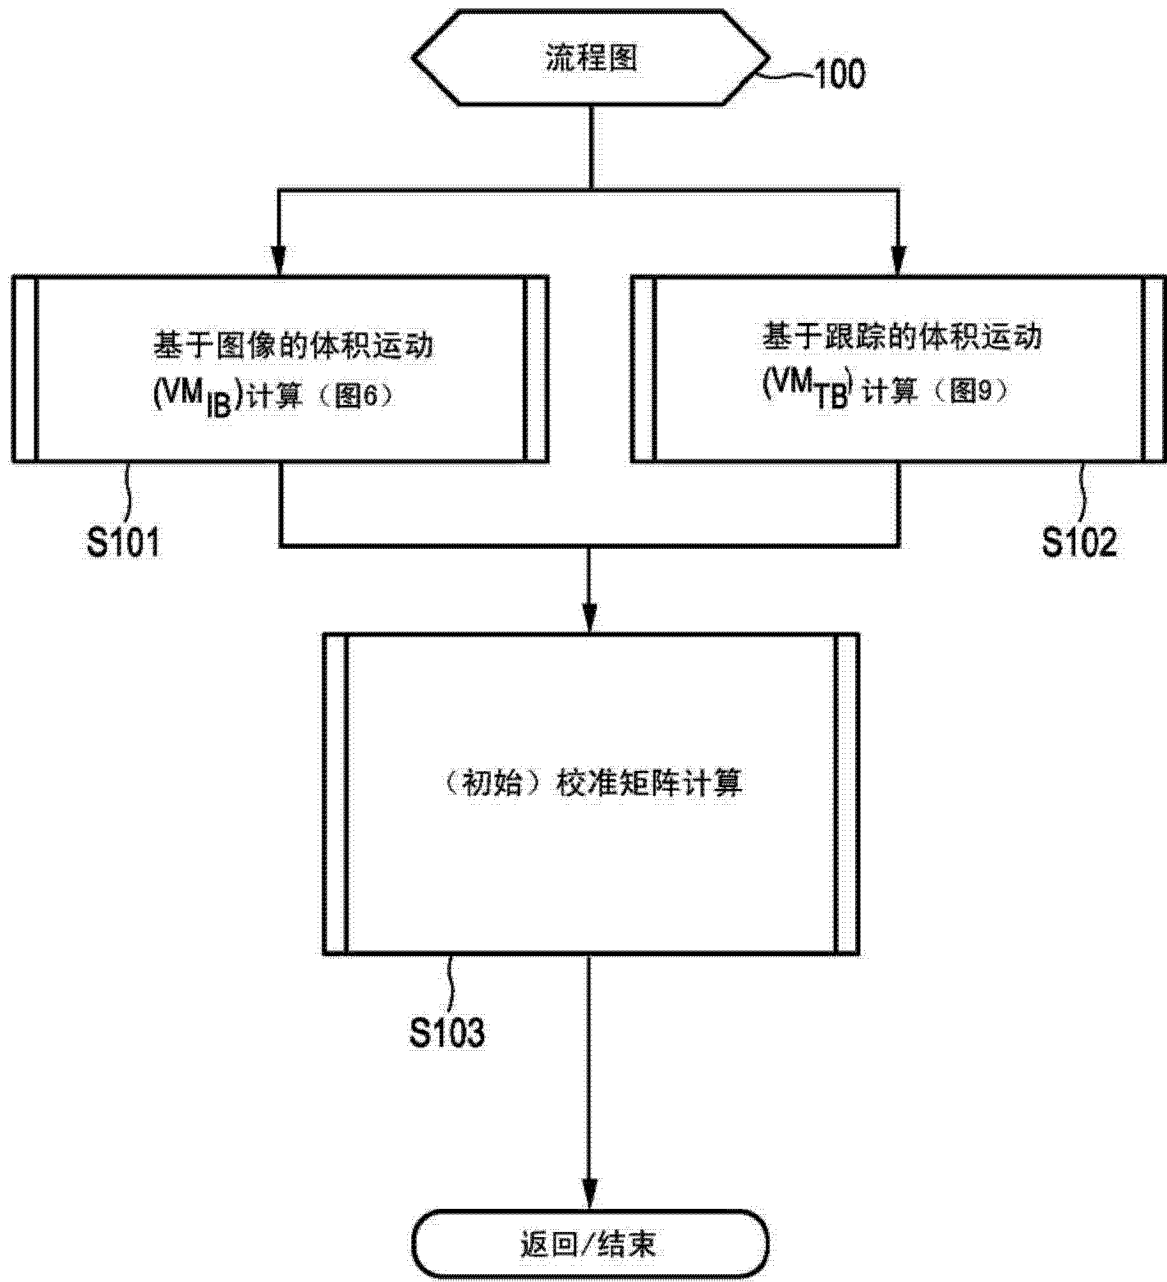 流程图
100
基于图像的体积运动
(VM_IB)计算（图6）
基于跟踪的体积运动
(VM_TB)计算（图9）
S101
S102
（初始）校准矩阵计算
S103
返回/结束